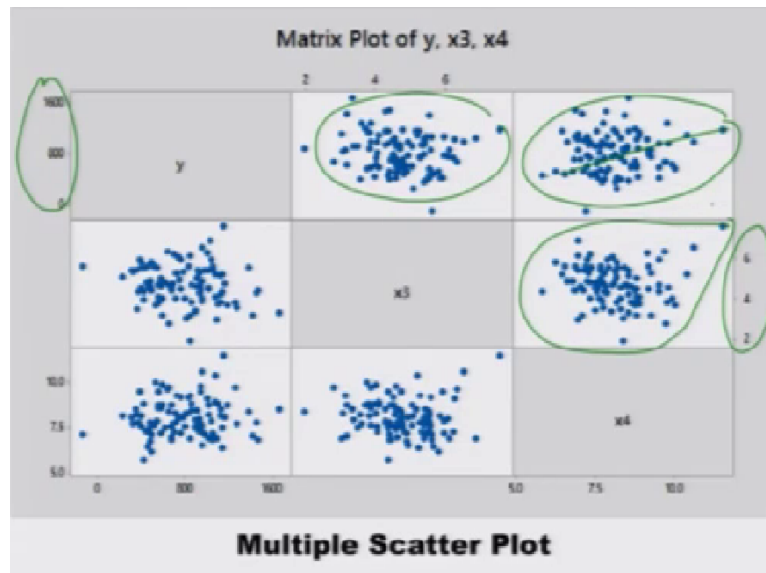 Matrix Plot of y, x3, x4
2 4 6
1600
800
0
y
x3
6
4
2
10.0
7.5
5.0
x4
0 800 1600
5.0 7.5 10.0
Multiple Scatter Plot